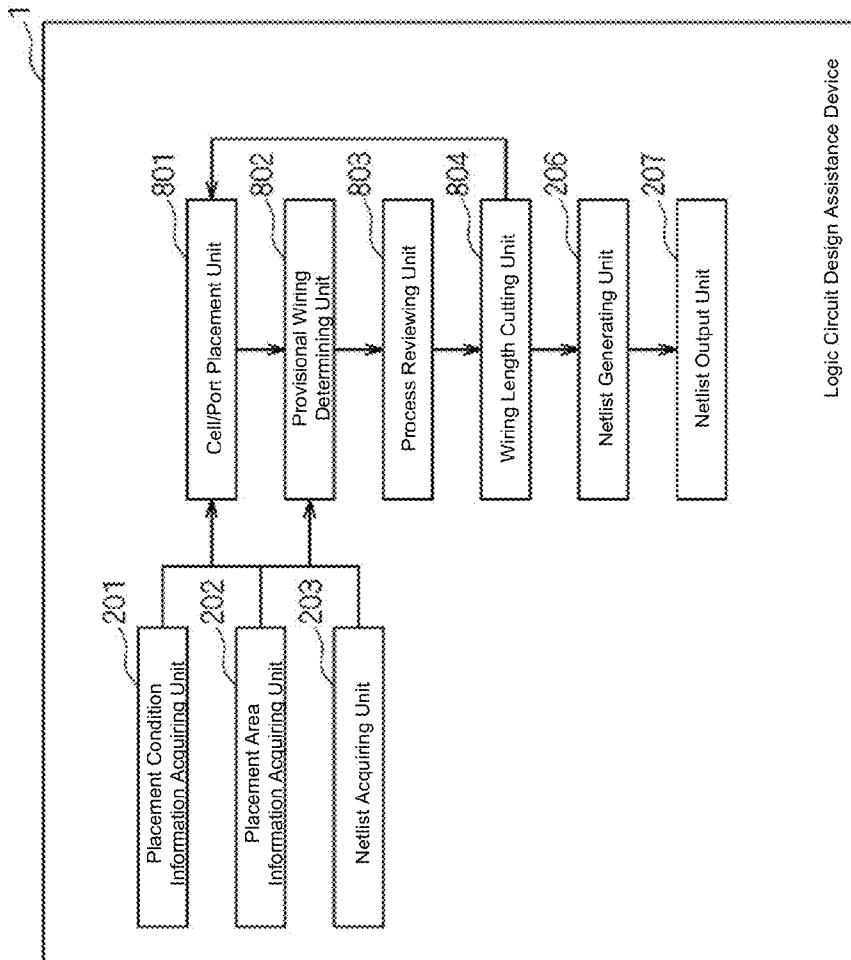 1
201
Placement Condition
Information Acquiring Unit
202
Placement Area
Information Acquiring Unit
203
Netlist Acquiring Unit
801
Cell/Port Placement Unit
802
Provisional Wiring
Determining Unit
803
Process Reviewing Unit
804
Wiring Length Cutting Unit
206
Netlist Generating Unit
207
Netlist Output Unit
Logic Circuit Design Assistance Device